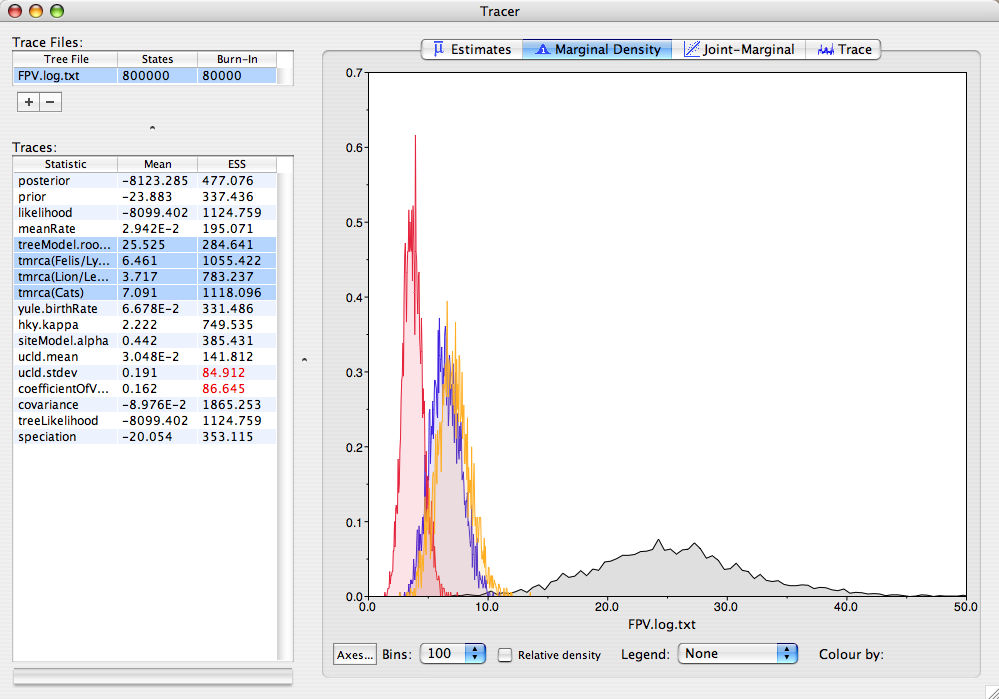 Tracer
Trace Files:
Tree File States Burn-In
FPV.log.txt 800000 80000
+ −
Traces:
Statistic Mean ESS
posterior -8123.285 477.076
prior -23.883 337.436
likelihood -8099.402 1124.759
meanRate 2.942E-2 195.071
treeModel.roo... 25.525 284.641
tmrca(Felis/Ly... 6.461 1055.422
tmrca(Lion/Le... 3.717 783.237
tmrca(Cats) 7.091 1118.096
yule.birthRate 6.678E-2 331.486
hky.kappa 2.222 749.535
siteModel.alpha 0.442 385.431
ucld.mean 3.048E-2 141.812
ucld.stdev 0.191 84.912
coefficientOfV... 0.162 86.645
covariance -8.976E-2 1865.253
treeLikelihood -8099.402 1124.759
speciation -20.054 353.115
μ Estimates Marginal Density Joint-Marginal Trace
0.7
0.6
0.5
0.4
0.3
0.2
0.1
0.0
0.0 10.0 20.0 30.0 40.0 50.0
FPV.log.txt
Axes... Bins: 100 Relative density Legend: None Colour by: